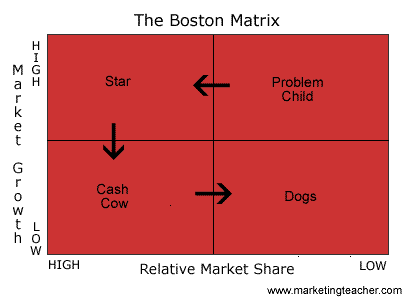 The Boston Matrix
HIGH
Market Growth
LOW
Star
Problem
Child
Cash
Cow
Dogs
HIGH
Relative Market Share
LOW
www.marketingteacher.com